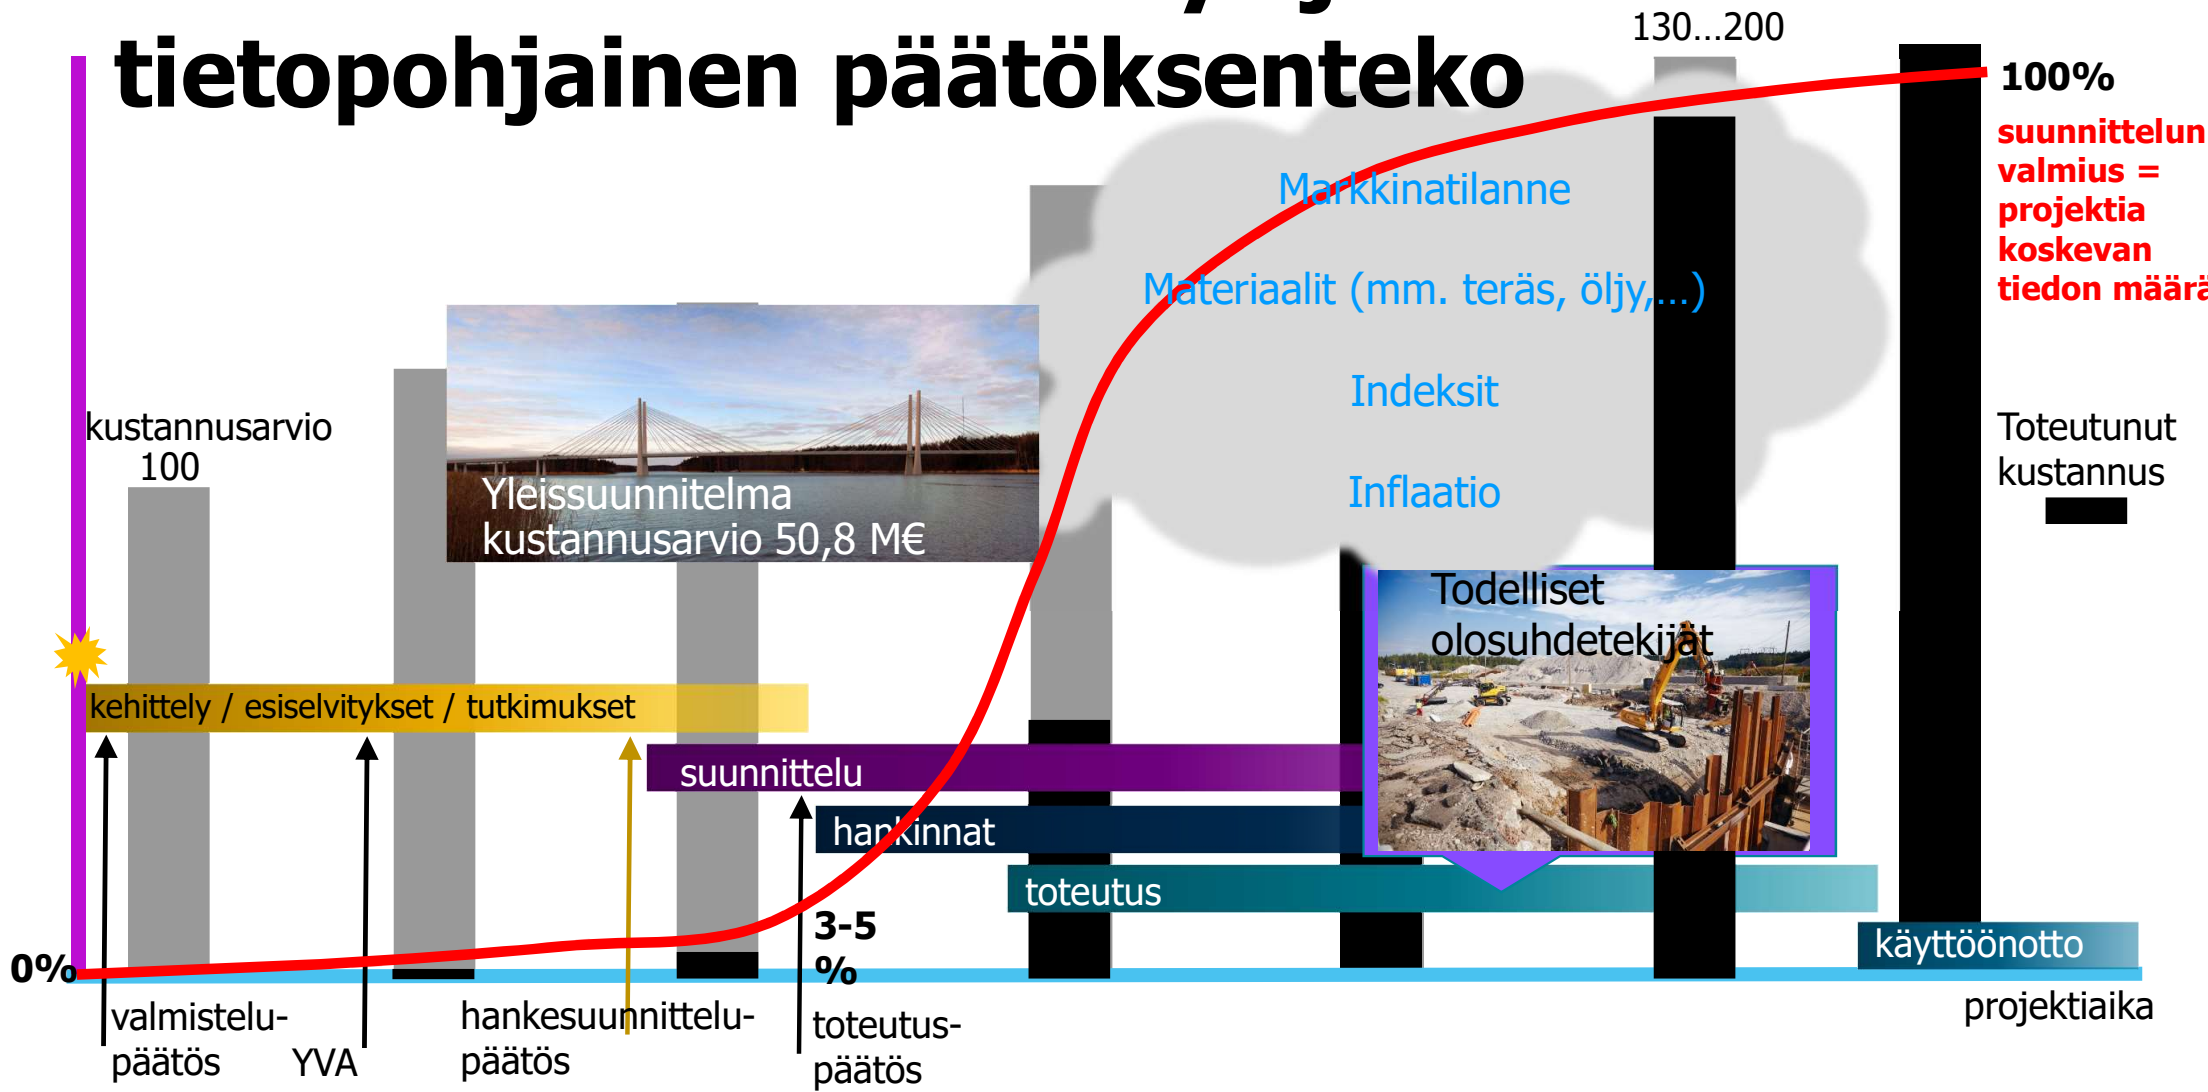 tietopohjainen päätöksenteko
130...200
100%
suunnittelun
valmius =
projektia
koskevan
tiedon määrä
Markkinatilanne
Materiaalit (mm. teräs, öljy,...)
Indeksit
Inflaatio
kustannusarvio
100
Yleissuunnitelma
kustannusarvio 50,8 M€
Toteutunut
kustannus
Todelliset
olosuhdetekijät
kehittely / esiselvitykset / tutkimukset
suunnittelu
hankinnat
toteutus
käyttöönotto
0%
3-5
%
valmistelu-
päätös
YVA
hankesuunnittelu-
päätös
toteutus-
päätös
projektiaika